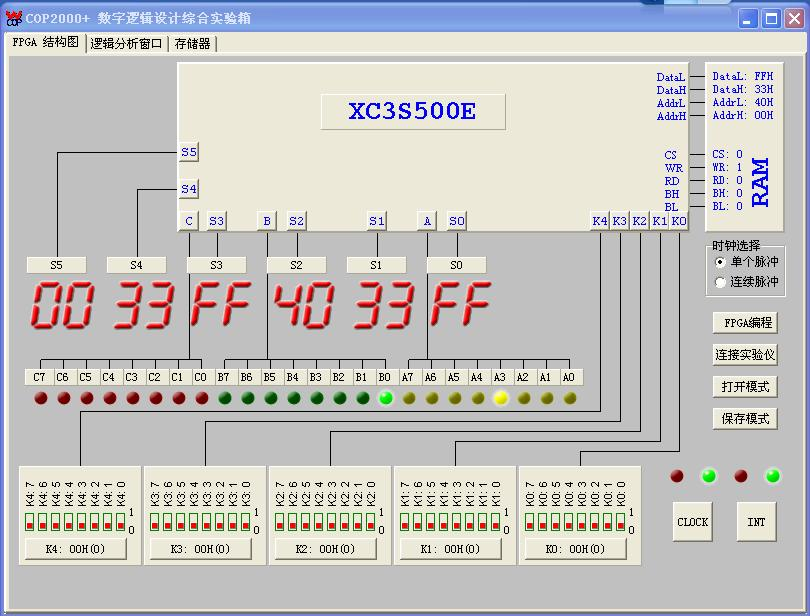 COP2000+ 数字逻辑设计综合实验箱
FPGA 结构图 逻辑分析窗口 存储器
XC3S500E
DataL DataL: FFH
DataH DataH: 33H
AddrL AddrL: 40H
AddrH AddrH: 00H
S5 CS CS: 0
WR WR: 1
RD RD: 0
S4 BH BH: 0
BL BL: 0
RAM
C S3 B S2 S1 A S0 K4 K3 K2 K1 K0
时钟选择
单个脉冲
连续脉冲
S5 S4 S3 S2 S1 S0
00 33 FF 40 33 FF
FPGA编程
连接实验仪
打开模式
保存模式
C7 C6 C5 C4 C3 C2 C1 C0 B7 B6 B5 B4 B3 B2 B1 B0 A7 A6 A5 A4 A3 A2 A1 A0
K4:7 K4:6 K4:5 K4:4 K4:3 K4:2 K4:1 K4:0 1 0
K3:7 K3:6 K3:5 K3:4 K3:3 K3:2 K3:1 K3:0 1 0
K2:7 K2:6 K2:5 K2:4 K2:3 K2:2 K2:1 K2:0 1 0
K1:7 K1:6 K1:5 K1:4 K1:3 K1:2 K1:1 K1:0 1 0
K0:7 K0:6 K0:5 K0:4 K0:3 K0:2 K0:1 K0:0 1 0
K4: 00H(0) K3: 00H(0) K2: 00H(0) K1: 00H(0) K0: 00H(0)
CLOCK INT